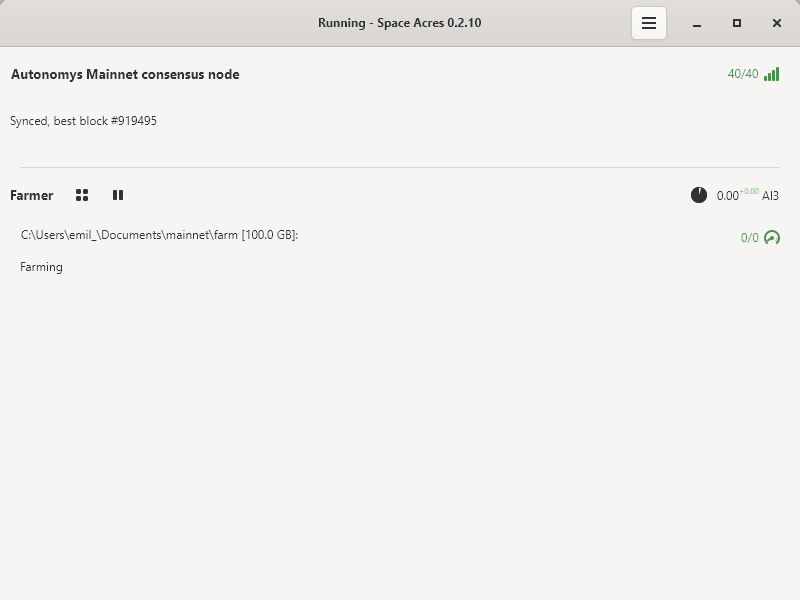 Running - Space Acres 0.2.10
Autonomys Mainnet consensus node
40/40
Synced, best block #919495
Farmer
0.00+0.00 AI3
C:\Users\emil_\Documents\mainnet\farm [100.0 GB]:
0/0
Farming